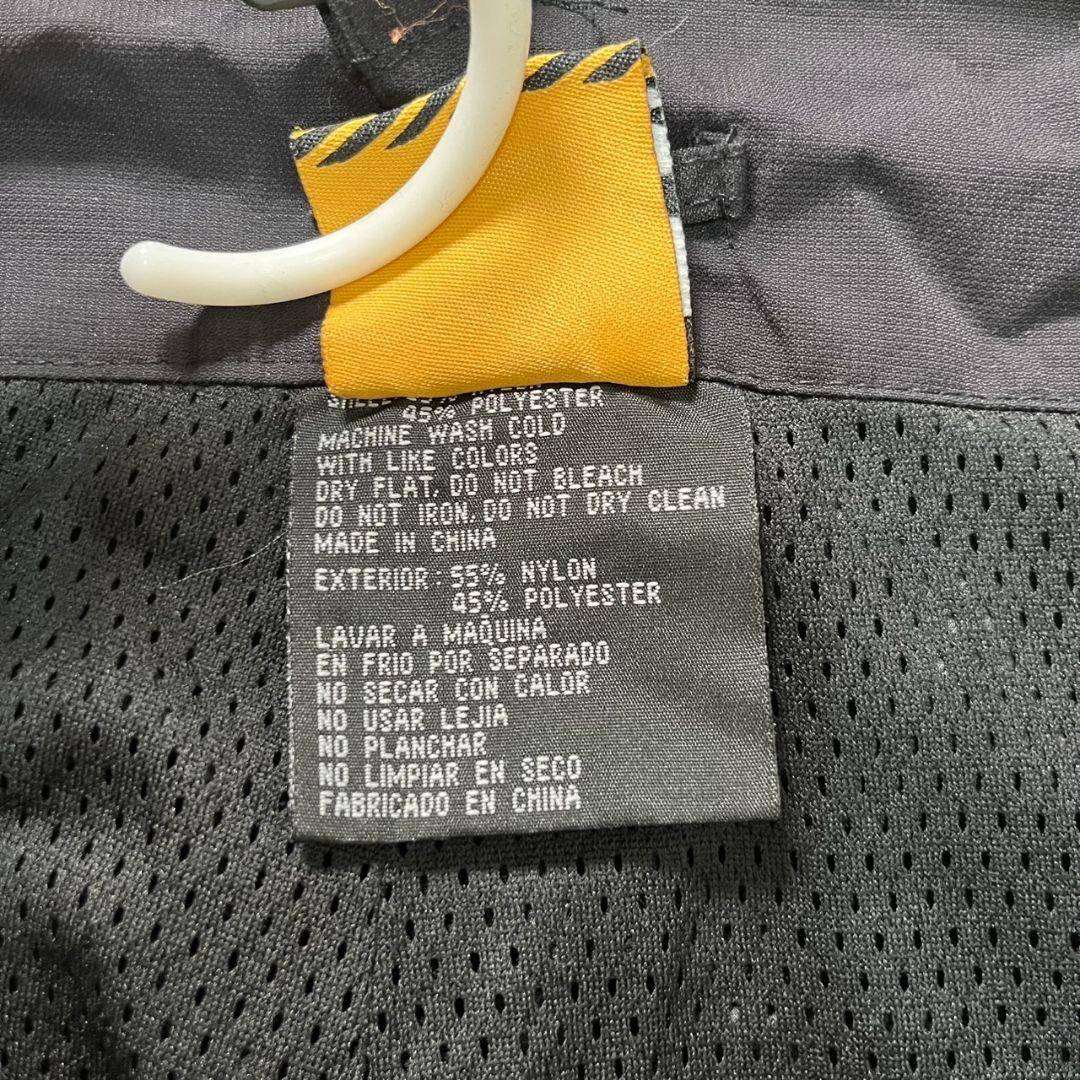 45% POLYESTER
MACHINE WASH COLD
WITH LIKE COLORS
DRY FLAT. DO NOT BLEACH
DO NOT IRON. DO NOT DRY CLEAN
MADE IN CHINA
EXTERIOR: 55% NYLON
45% POLYESTER
LAVAR A MAQUINA
EN FRIO POR SEPARADO
NO SECAR CON CALOR
NO USAR LEJIA
NO PLANCHAR
NO LIMPIAR EN SECO
FABRICADO EN CHINA